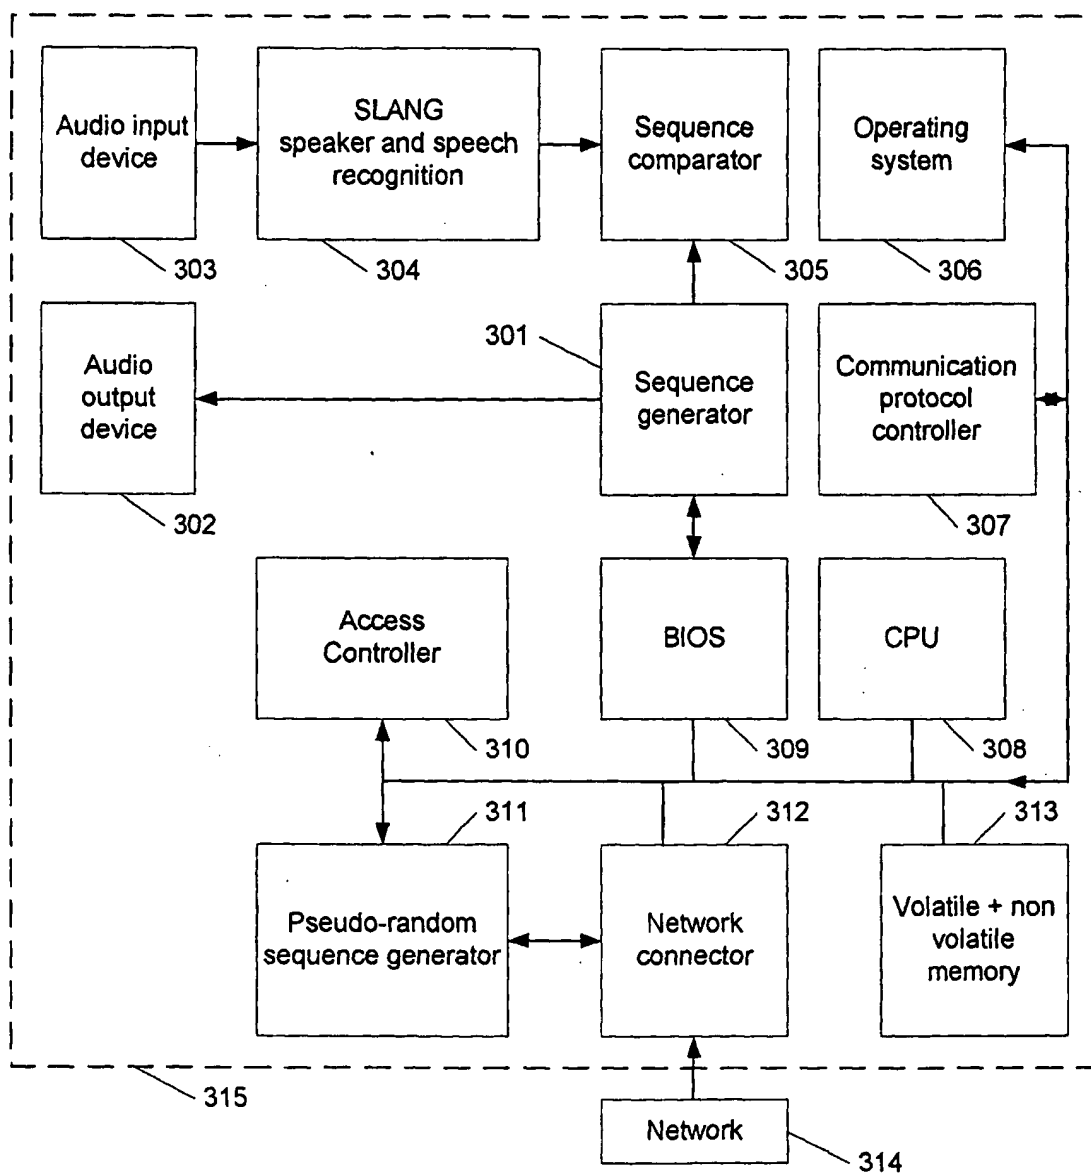 Audio input
device
SLANG
speaker and speech
recognition
Sequence
comparator
Operating
system
303
304
305
306
Audio
output
device
301
Sequence
generator
Communication
protocol
controller
302
307
Access
Controller
BIOS
CPU
310
309
308
311
312
313
Pseudo-random
sequence generator
Network
connector
Volatile + non
volatile
memory
315
Network
314